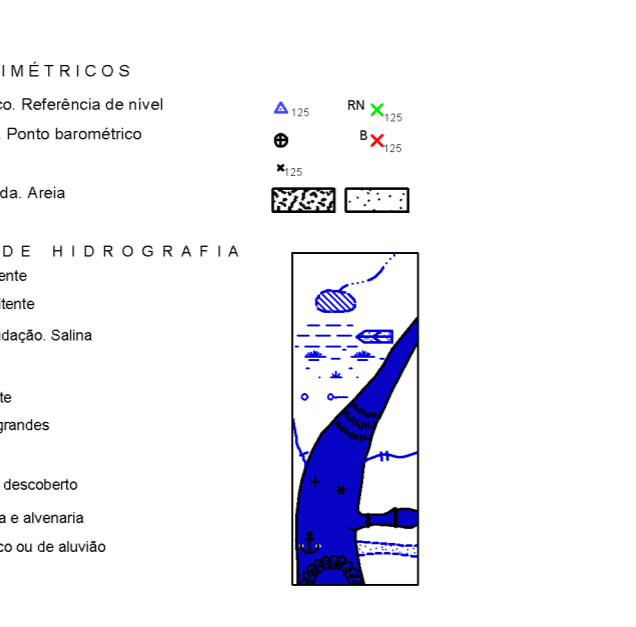 IMÉTRICOS
co. Referência de nível 125 RN 125
. Ponto barométrico B 125
125
da. Areia
DE HIDROGRAFIA
ente
itente
dação. Salina
te
grandes
descoberto
a e alvenaria
co ou de aluvião